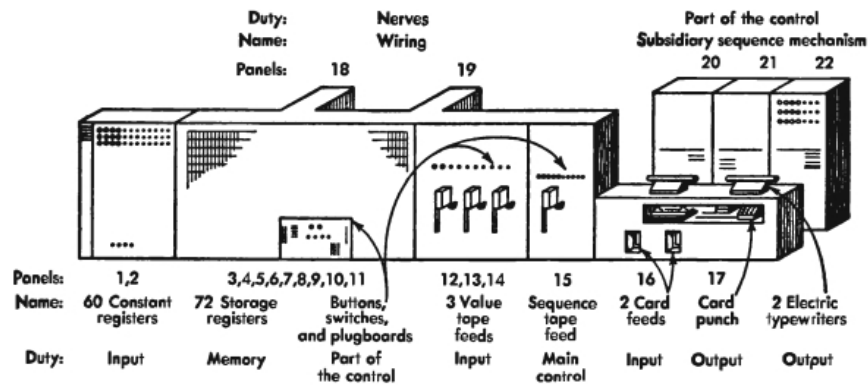 Duty: Nerves
Name: Wiring
Panels: 18 19
Part of the control
Subsidiary sequence mechanism
20 21 22
Panels: 1,2 3,4,5,6,7,8,9,10,11 12,13,14 15 16 17
Name: 60 Constant 72 Storage Buttons, 3 Value Sequence 2 Card Card 2 Electric
registers registers switches, tape tape feeds punch typewriters
and plugboards feeds feed
Duty: Input Memory Part of Input Main Input Output Output
the control control